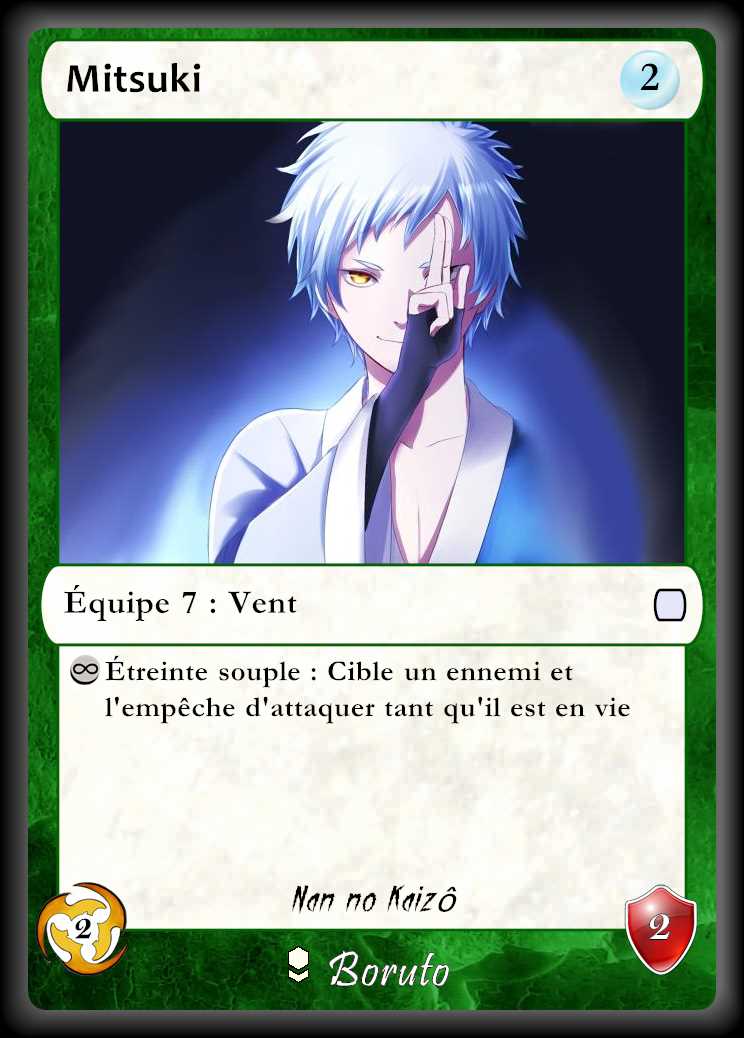 Mitsuki
2
Équipe 7 : Vent
∞ Étreinte souple : Cible un ennemi et
l'empêche d'attaquer tant qu'il est en vie
Nan no Kaizô
2
2
Boruto